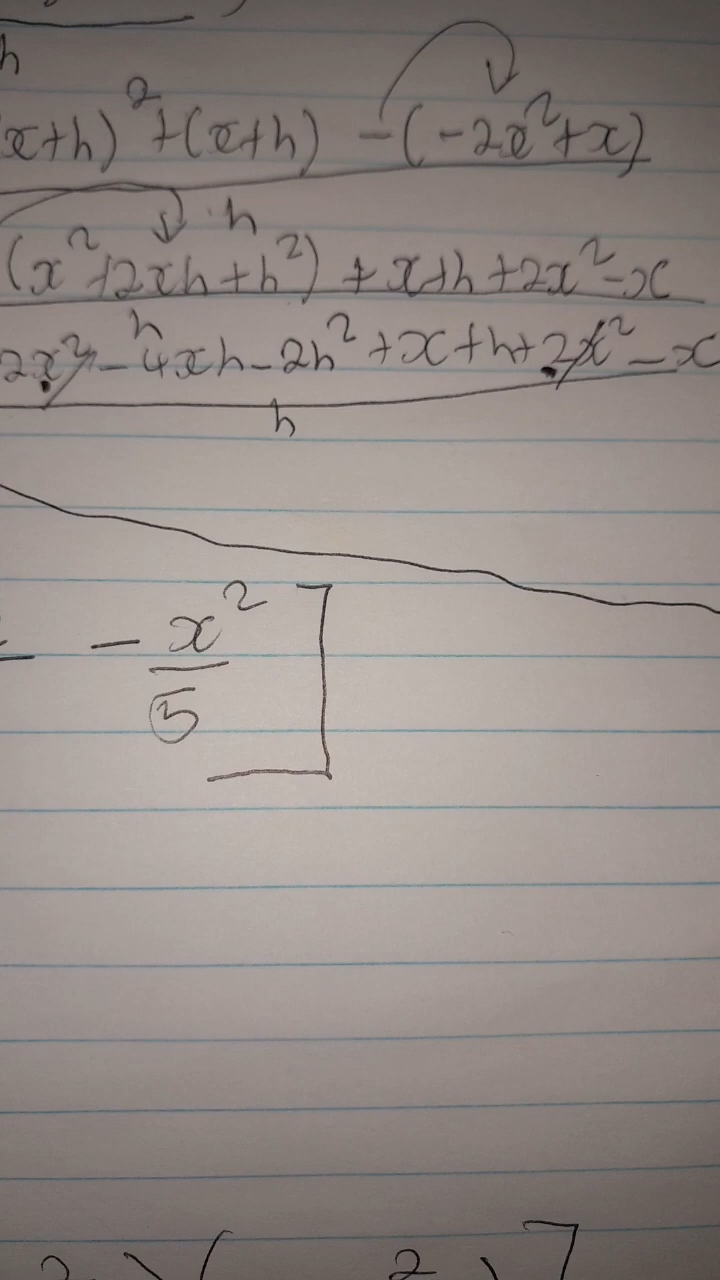 h
x+h)² +(x+h) -(-2x²+x)
h
(x²+2xh+h²) + x+h+2x²-x
h
2x² - 4xh - 2h² + x + h + 2x² - x
h
- x²
5 ]